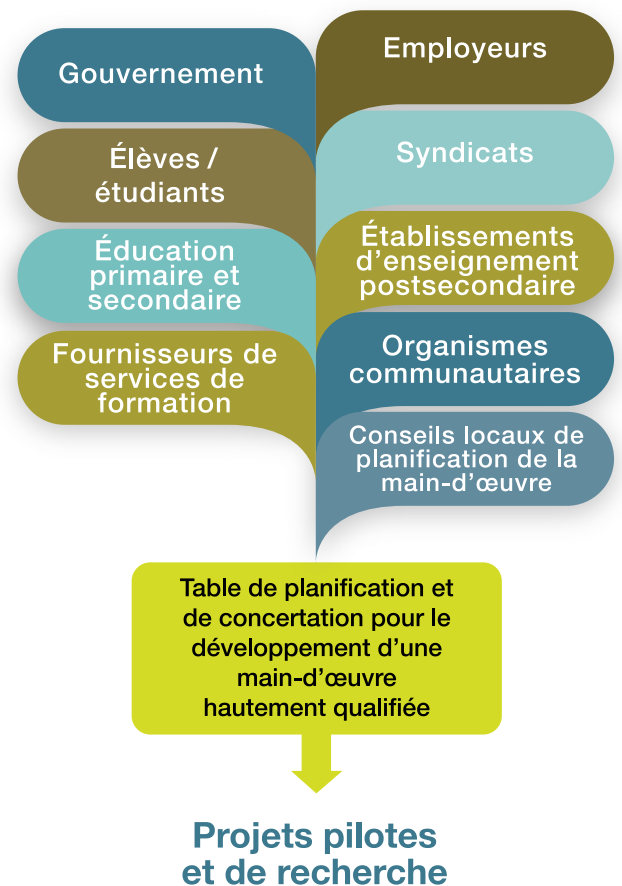 Gouvernement
Employeurs
Élèves /
étudiants
Syndicats
Éducation
primaire et
secondaire
Établissements
d'enseignement
postsecondaire
Fournisseurs de
services de
formation
Organismes
communautaires
Conseils locaux de
planification de la
main-d'œuvre
Table de planification et
de concertation pour le
développement d'une
main-d'œuvre
hautement qualifiée
Projets pilotes
et de recherche